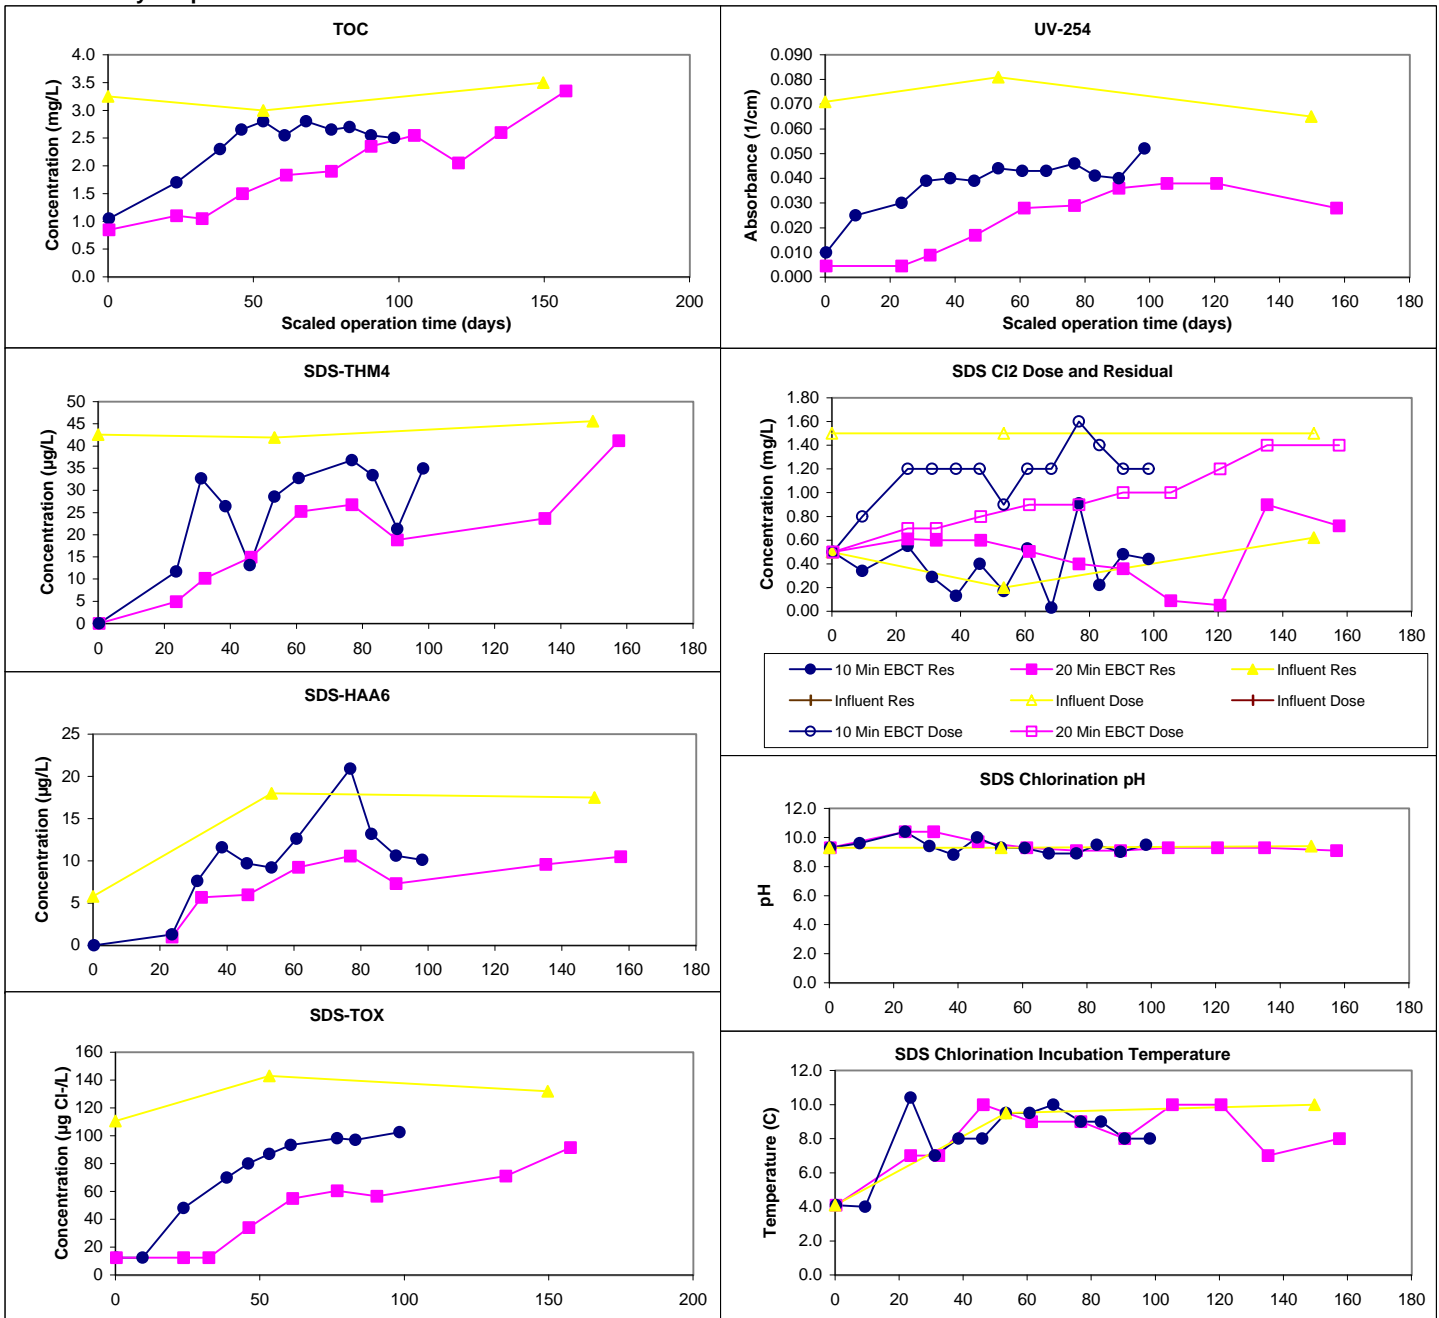 TOC
Concentration (mg/L)
4.0
3.5
3.0
2.5
2.0
1.5
1.0
0.5
0.0
0 50 100 150 200
Scaled operation time (days)
UV-254
Absorbance (1/cm)
0.090
0.080
0.070
0.060
0.050
0.040
0.030
0.020
0.010
0.000
0 20 40 60 80 100 120 140 160 180
Scaled operation time (days)
SDS-THM4
Concentration (µg/L)
50
45
40
35
30
25
20
15
10
5
0
0 20 40 60 80 100 120 140 160 180
SDS Cl2 Dose and Residual
Concentration (mg/L)
1.80
1.60
1.40
1.20
1.00
0.80
0.60
0.40
0.20
0.00
0 20 40 60 80 100 120 140 160 180
10 Min EBCT Res 20 Min EBCT Res Influent Res
Influent Res Influent Dose Influent Dose
10 Min EBCT Dose 20 Min EBCT Dose
SDS-HAA6
Concentration (µg/L)
25
20
15
10
5
0
0 20 40 60 80 100 120 140 160 180
SDS Chlorination pH
pH
12.0
10.0
8.0
6.0
4.0
2.0
0.0
0 20 40 60 80 100 120 140 160 180
SDS-TOX
Concentration (µg Cl-/L)
160
140
120
100
80
60
40
20
0
0 50 100 150 200
SDS Chlorination Incubation Temperature
Temperature (C)
12.0
10.0
8.0
6.0
4.0
2.0
0.0
0 20 40 60 80 100 120 140 160 180